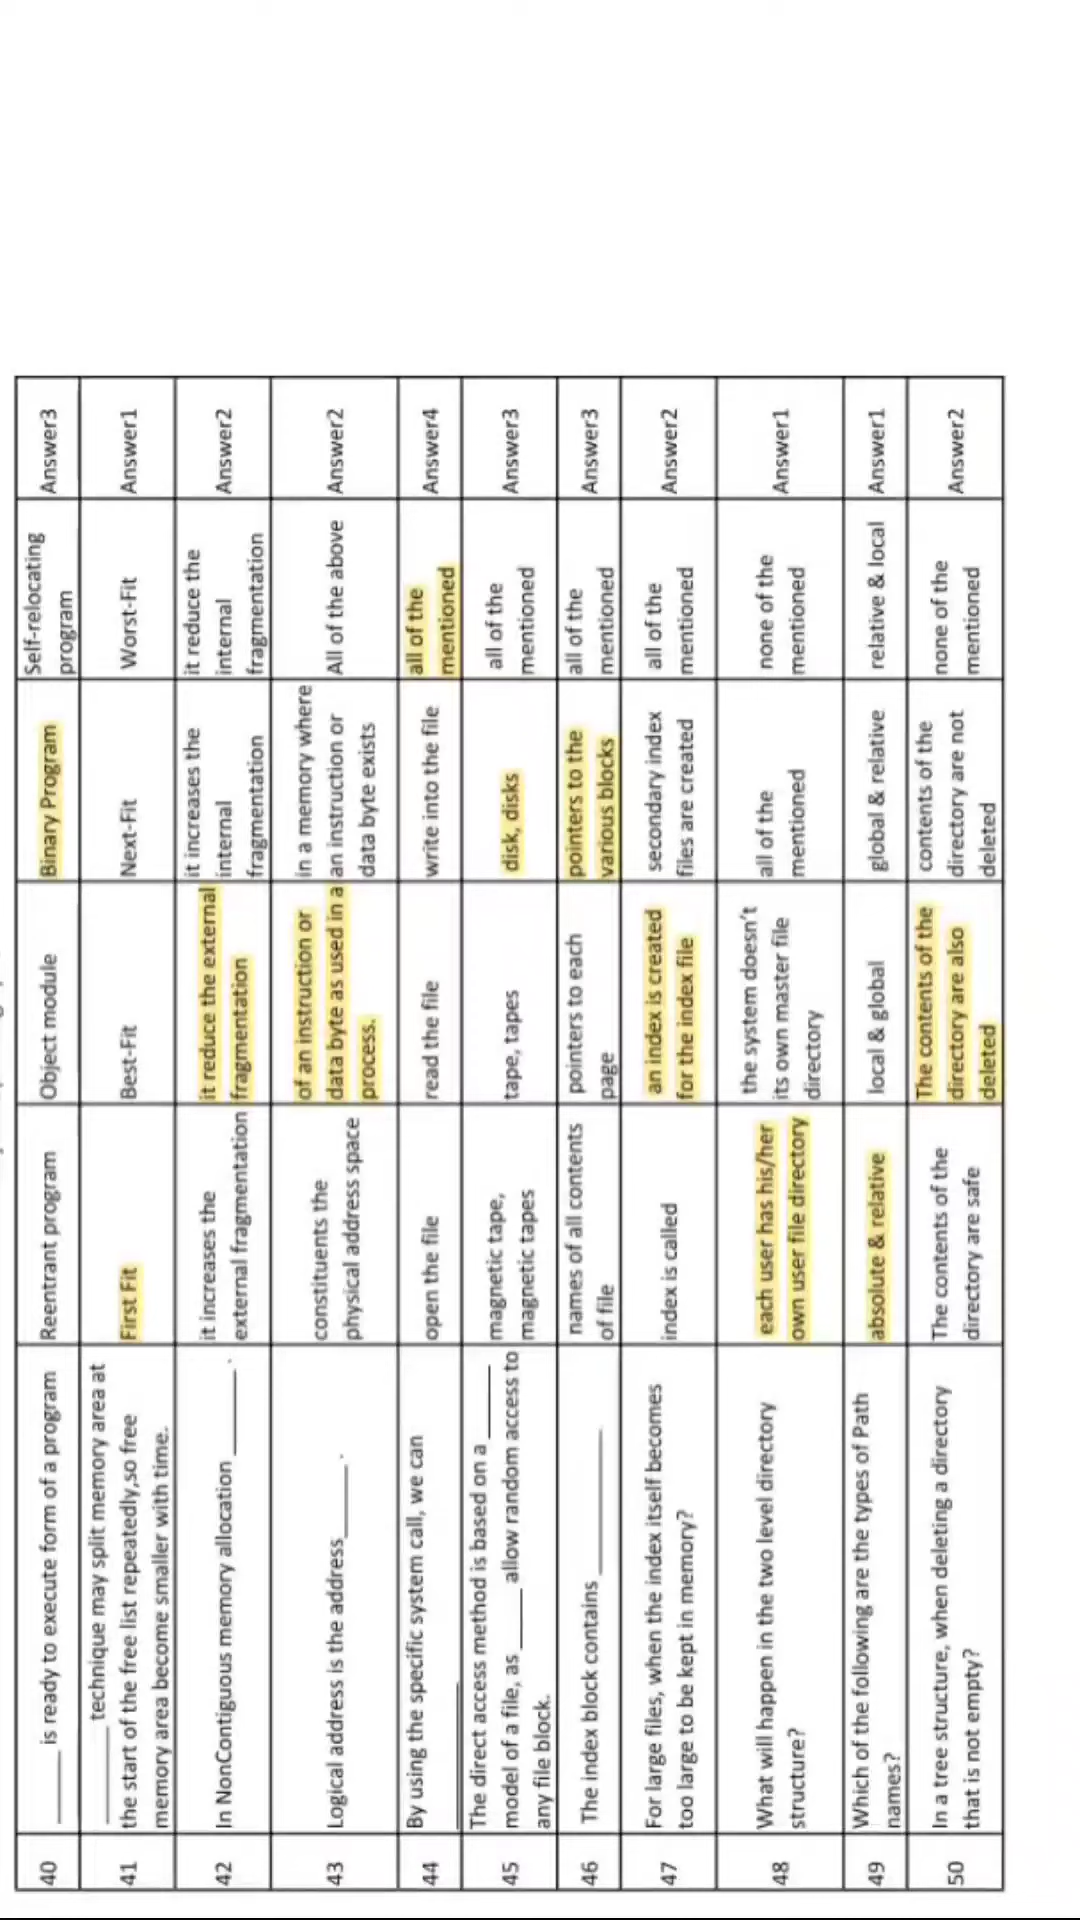 40
____ is ready to execute form of a program
Reentrant program
Object module
Binary Program
Self-relocating
program
Answer3
41
____ technique may split memory area at
the start of the free list repeatedly,so free
memory area become smaller with time.
First Fit
Best-Fit
Next-Fit
Worst-Fit
Answer1
42
In NonContiguous memory allocation ______.
it increases the
external fragmentation
it reduce the external
fragmentation
it increases the
internal
fragmentation
it reduce the
internal
fragmentation
Answer2
43
Logical address is the address______.
constituents the
physical address space
of an instruction or
data byte as used in a
process.
in a memory where
an instruction or
data byte exists
All of the above
Answer2
44
By using the specific system call, we can
______
open the file
read the file
write into the file
all of the
mentioned
Answer4
45
The direct access method is based on a _____
model of a file, as _____ allow random access to
any file block.
magnetic tape,
magnetic tapes
tape, tapes
disk, disks
all of the
mentioned
Answer3
46
The index block contains ________
names of all contents
of file
pointers to each
page
pointers to the
various blocks
all of the
mentioned
Answer3
47
For large files, when the index itself becomes
too large to be kept in memory?
index is called
an index is created
for the index file
secondary index
files are created
all of the
mentioned
Answer2
48
What will happen in the two level directory
structure?
each user has his/her
own user file directory
the system doesn't
its own master file
directory
all of the
mentioned
none of the
mentioned
Answer1
49
Which of the following are the types of Path
names?
absolute & relative
local & global
global & relative
relative & local
Answer1
50
In a tree structure, when deleting a directory
that is not empty?
The contents of the
directory are safe
The contents of the
directory are also
deleted
contents of the
directory are not
deleted
none of the
mentioned
Answer2